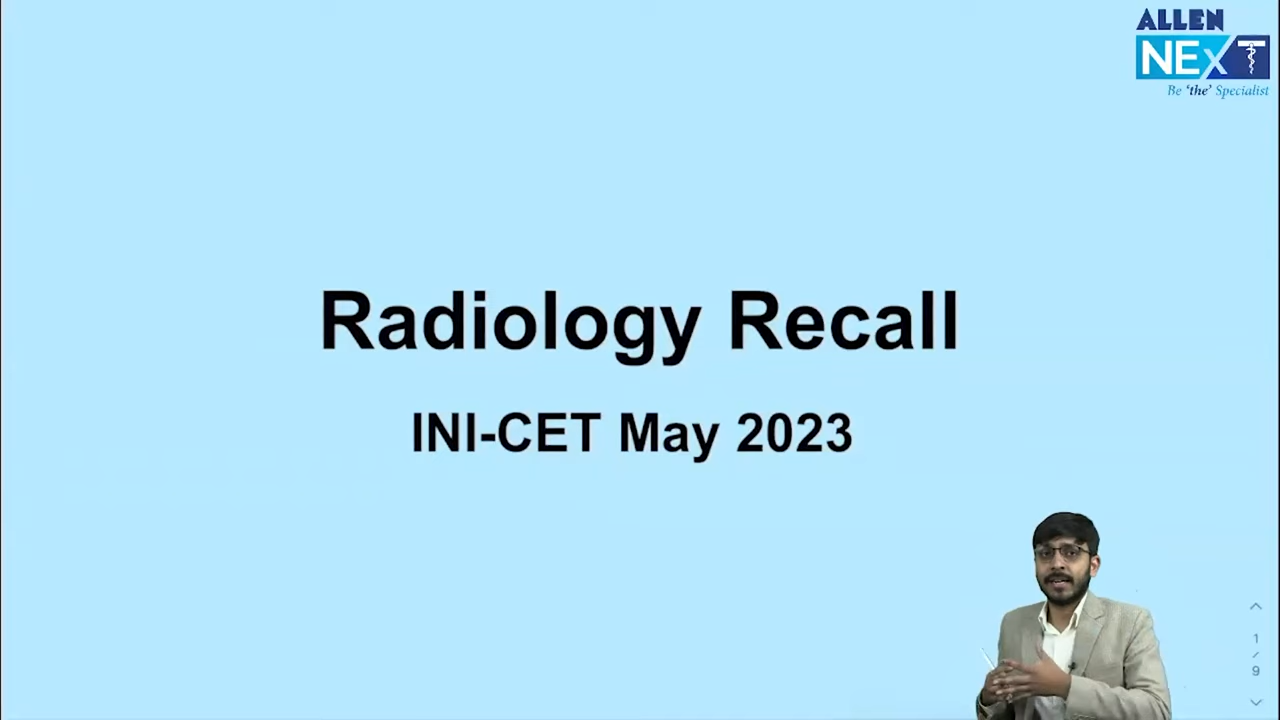 ALLEN
NExT
Be 'the' Specialist
Radiology Recall
INI-CET May 2023
1
/
9